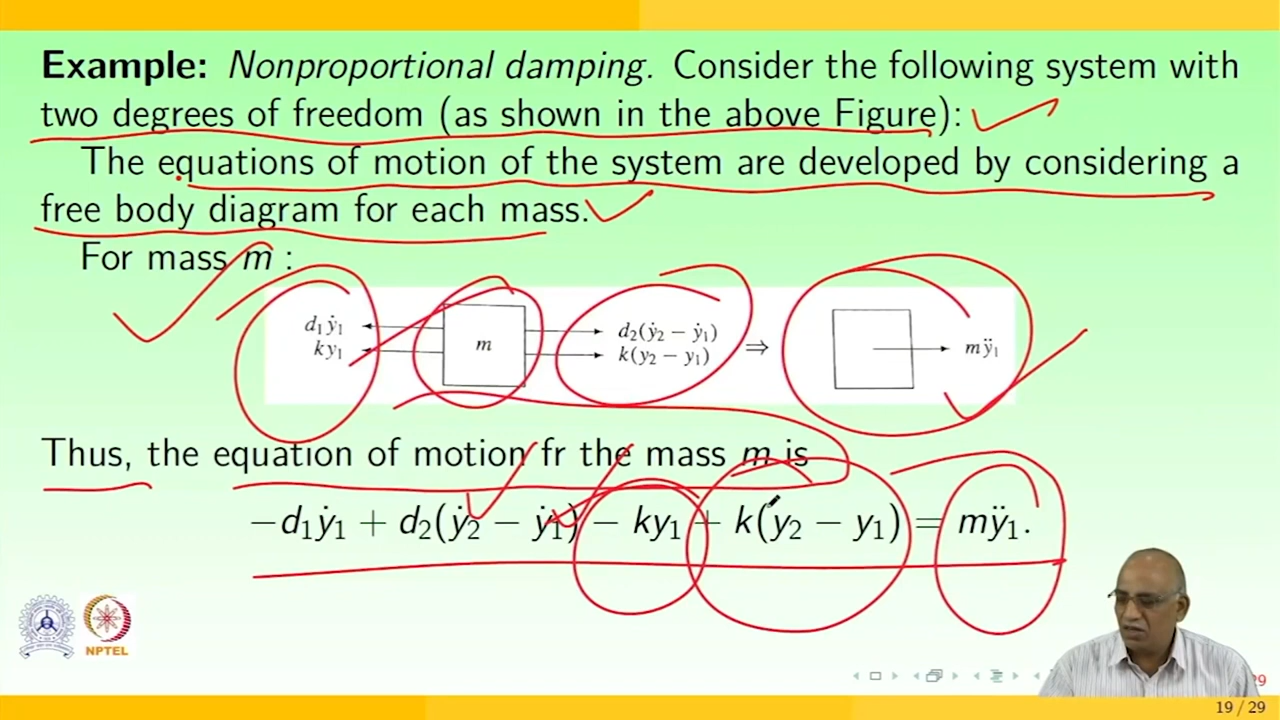 Example: Nonproportional damping. Consider the following system with
two degrees of freedom (as shown in the above Figure):
The equations of motion of the system are developed by considering a
free body diagram for each mass.
For mass m :
d₁ẏ₁
ky₁
m
d₂(ẏ₂ − ẏ₁)
k(y₂ − y₁)
⇒
mÿ₁
Thus, the equation of motion fr the mass m is
−d₁ẏ₁ + d₂(ẏ₂ − ẏ₁) − ky₁ + k(y₂ − y₁) = mÿ₁.
NPTEL
19 / 29